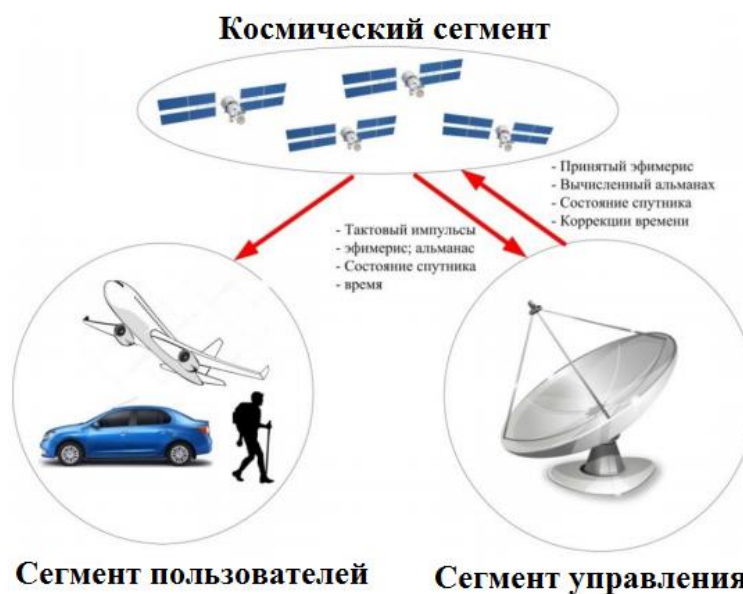 Космический сегмент
- Принятый эфимерис
- Вычисленный альманах
- Состояние спутника
- Коррекции времени
- Тактовый импульсы
- эфимерис; альманас
- Состояние спутника
- время
Сегмент пользователей
Сегмент управления